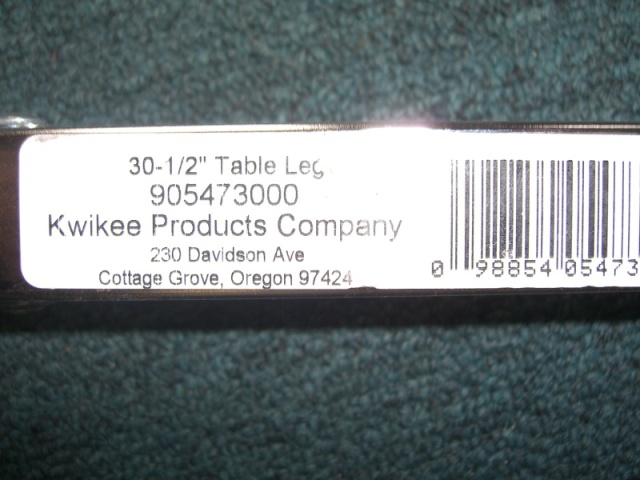 30-1/2" Table Leg
905473000
Kwikee Products Company
230 Davidson Ave
Cottage Grove, Oregon 97424
0 98854 05473